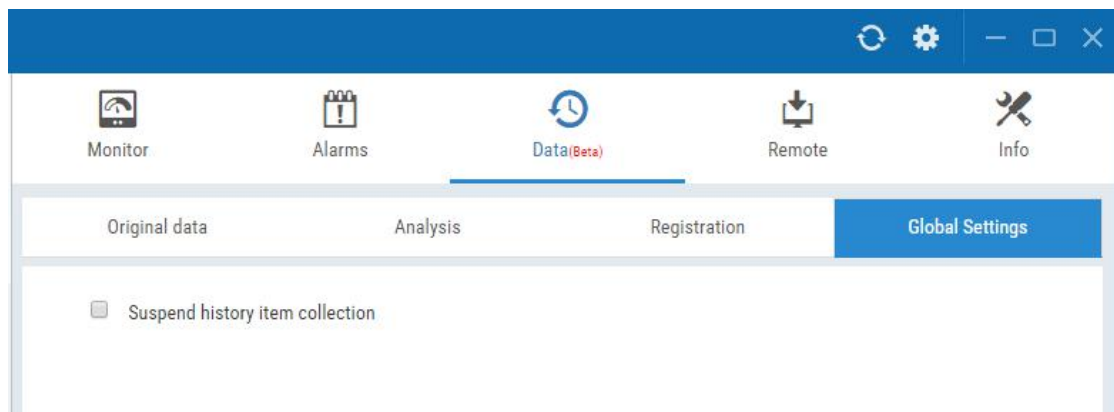 Monitor
Alarms
Data(Beta)
Remote
Info
Original data
Analysis
Registration
Global Settings
Suspend history item collection